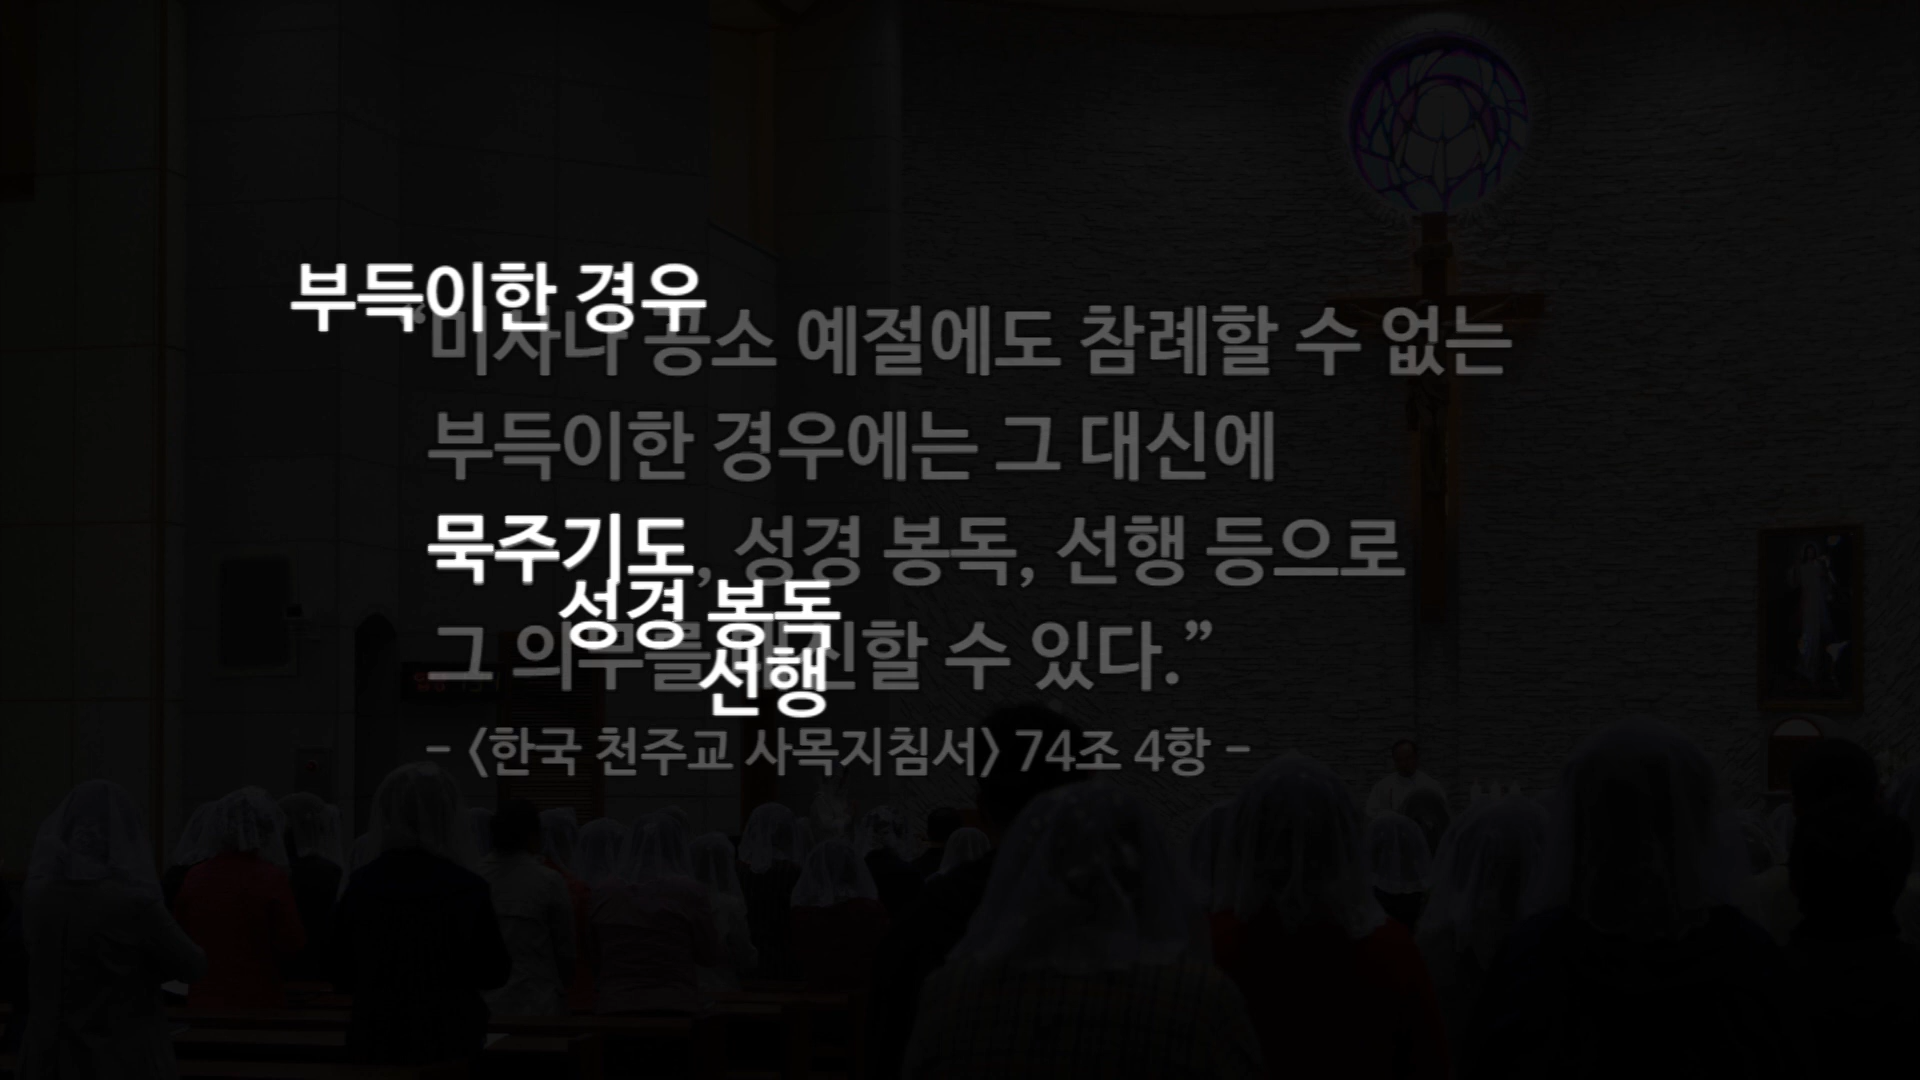 부득이한 경우
“미사나 공소 예절에도 참례할 수 없는
부득이한 경우에는 그 대신에
묵주기도, 성경 봉독, 선행 등으로
성경 봉독
그 의무를 대신할 수 있다.”
선행
- 〈한국 천주교 사목지침서〉 74조 4항 -